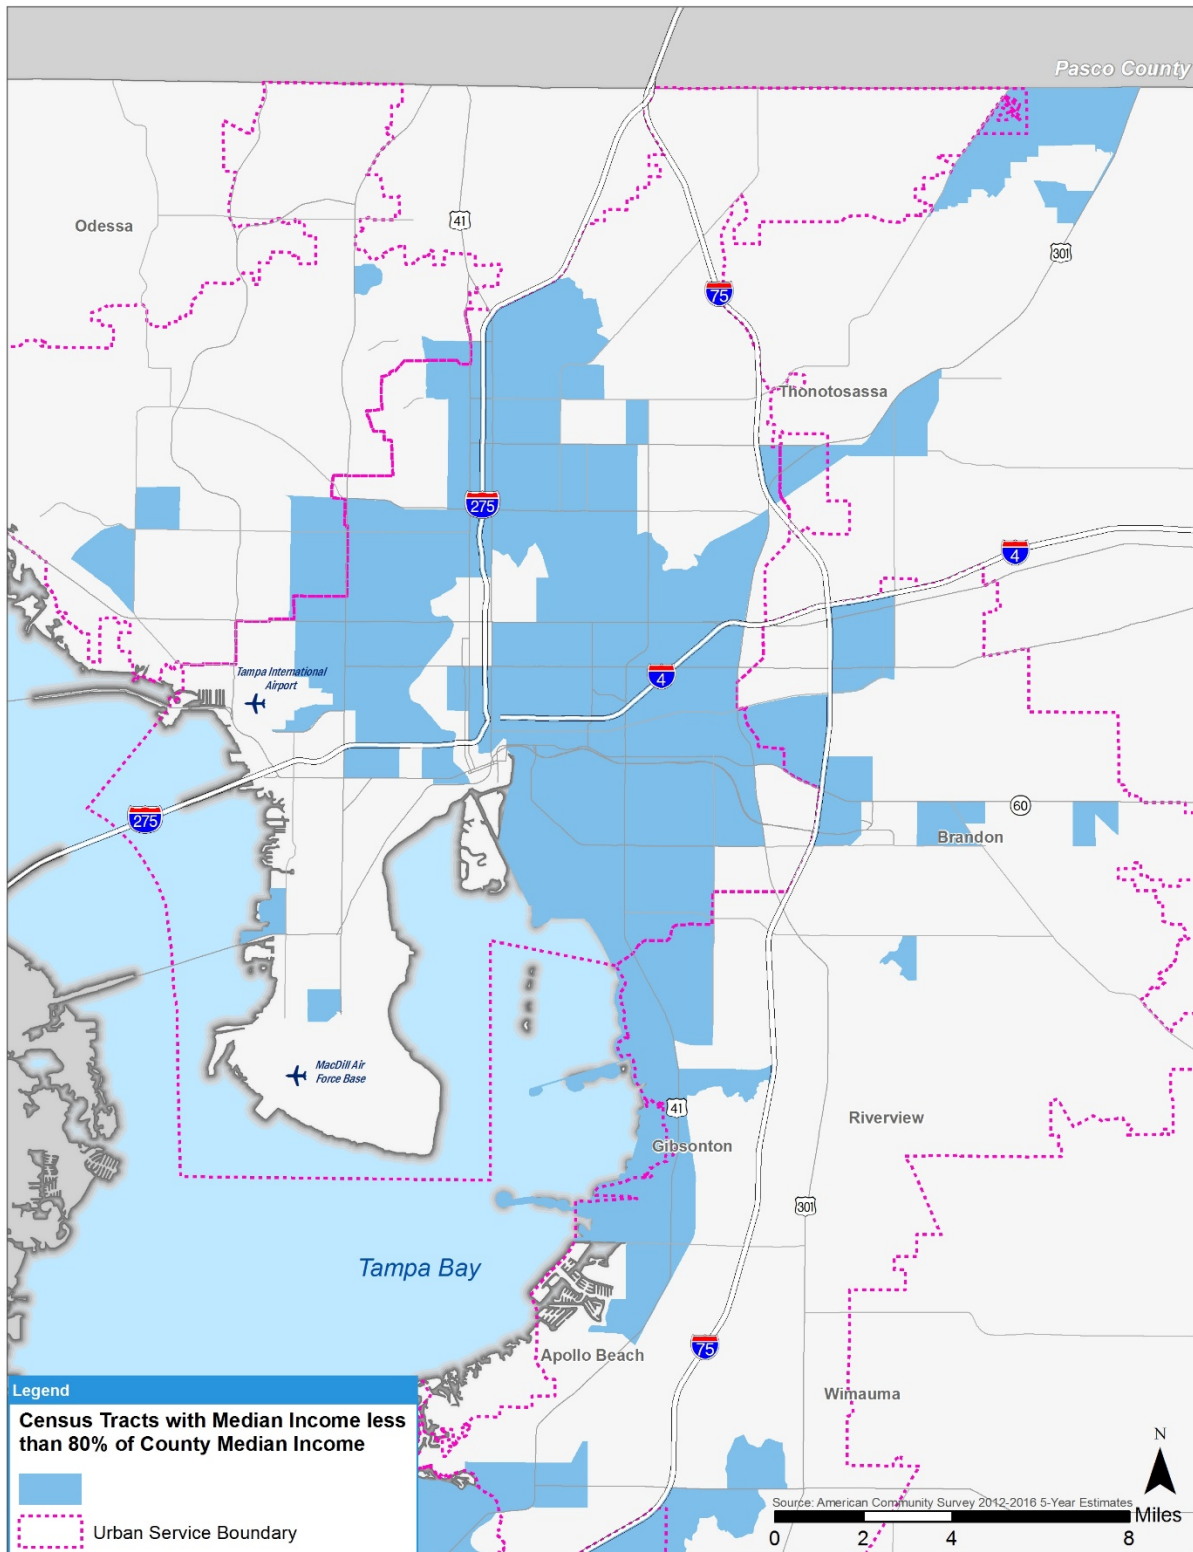 Pasco County
Odessa
41
301
75
Thonotosassa
275
4
Tampa International
Airport
4
275
60
Brandon
MacDill Air
Force Base
41
Gibsonton
Riverview
301
Tampa Bay
75
Apollo Beach
Wimauma
Legend
Census Tracts with Median Income less
than 80% of County Median Income
Urban Service Boundary
N
Source: American Community Survey 2012-2016 5-Year Estimates
Miles
0 2 4 8